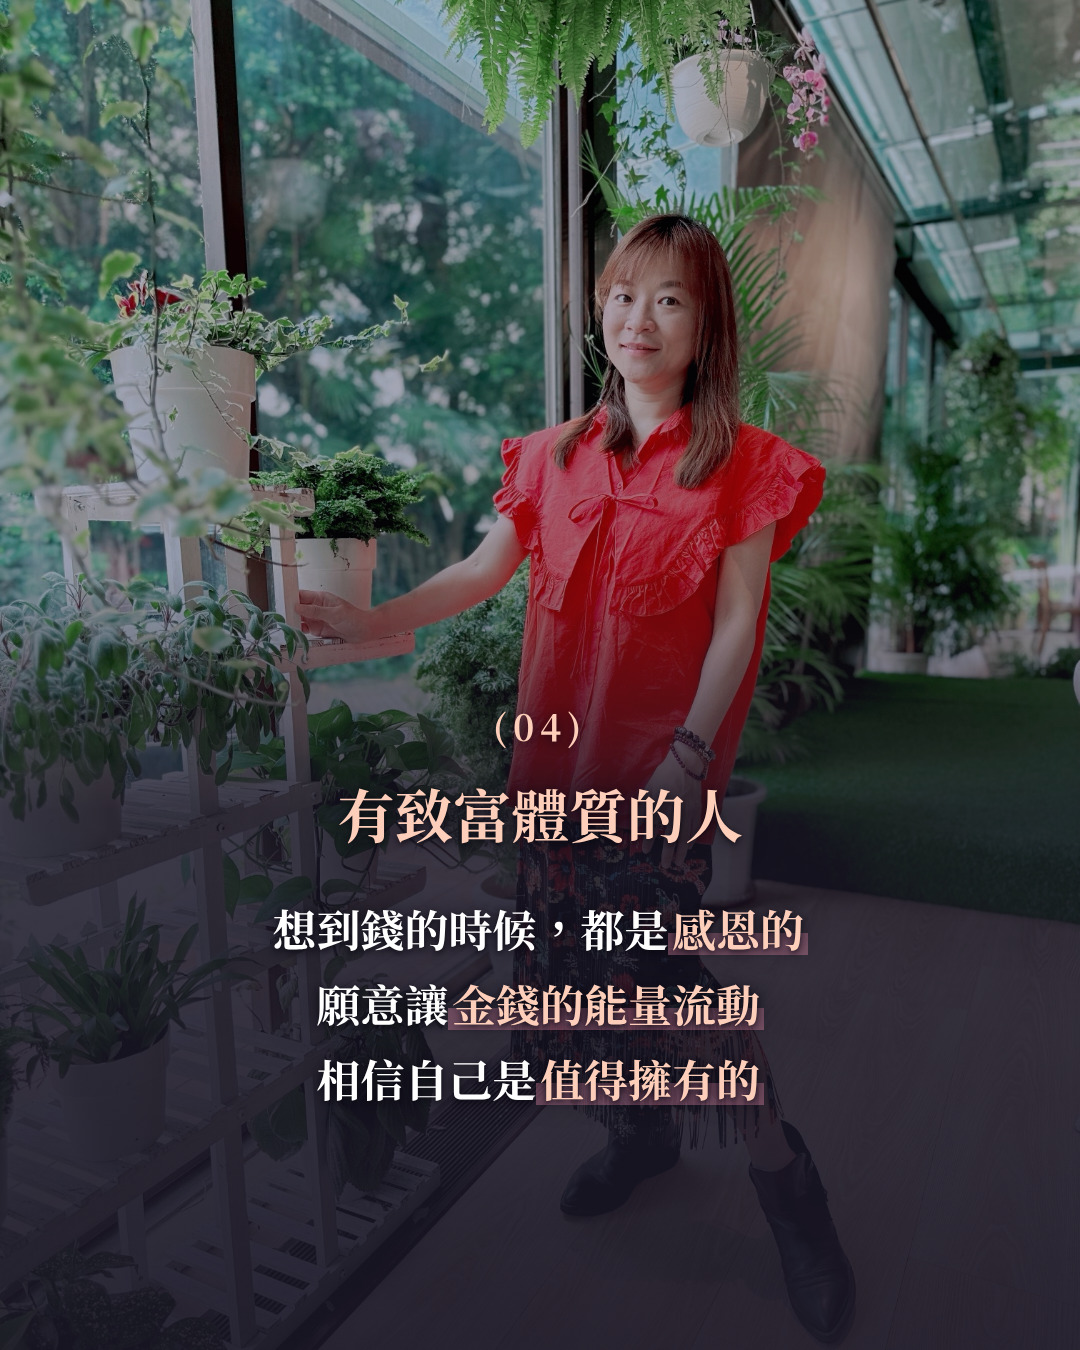 (04)
有致富體質的人
想到錢的時候，都是感恩的
願意讓金錢的能量流動
相信自己是值得擁有的